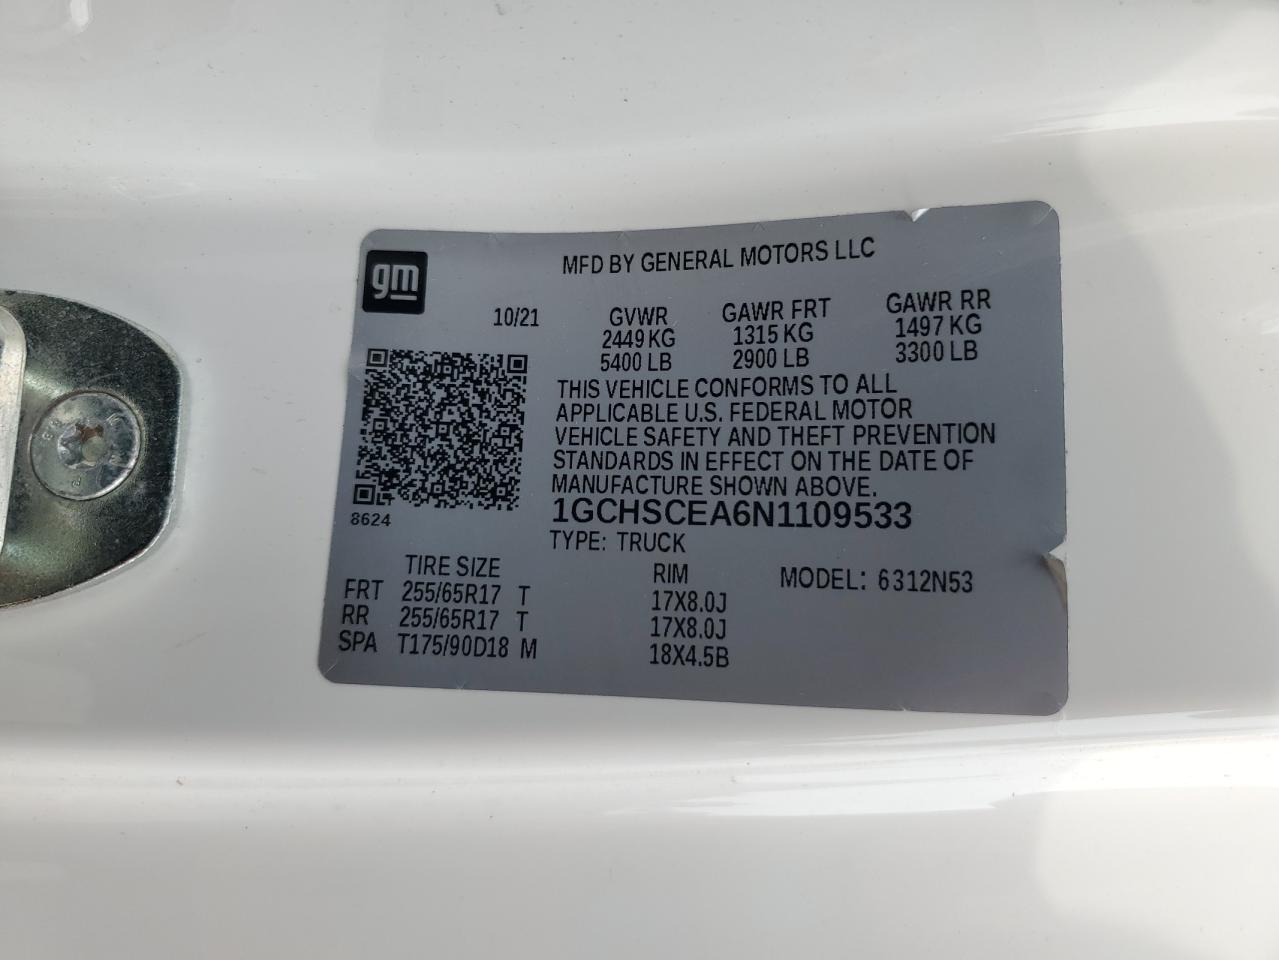 gm
MFD BY GENERAL MOTORS LLC
10/21 GVWR GAWR FRT GAWR RR
2449 KG 1315 KG 1497 KG
5400 LB 2900 LB 3300 LB
THIS VEHICLE CONFORMS TO ALL
APPLICABLE U.S. FEDERAL MOTOR
VEHICLE SAFETY AND THEFT PREVENTION
STANDARDS IN EFFECT ON THE DATE OF
MANUFACTURE SHOWN ABOVE.
8624
1GCHSCEA6N1109533
TYPE: TRUCK
TIRE SIZE RIM MODEL: 6312N53
FRT 255/65R17 T 17X8.0J
RR 255/65R17 T 17X8.0J
SPA T175/90D18 M 18X4.5B